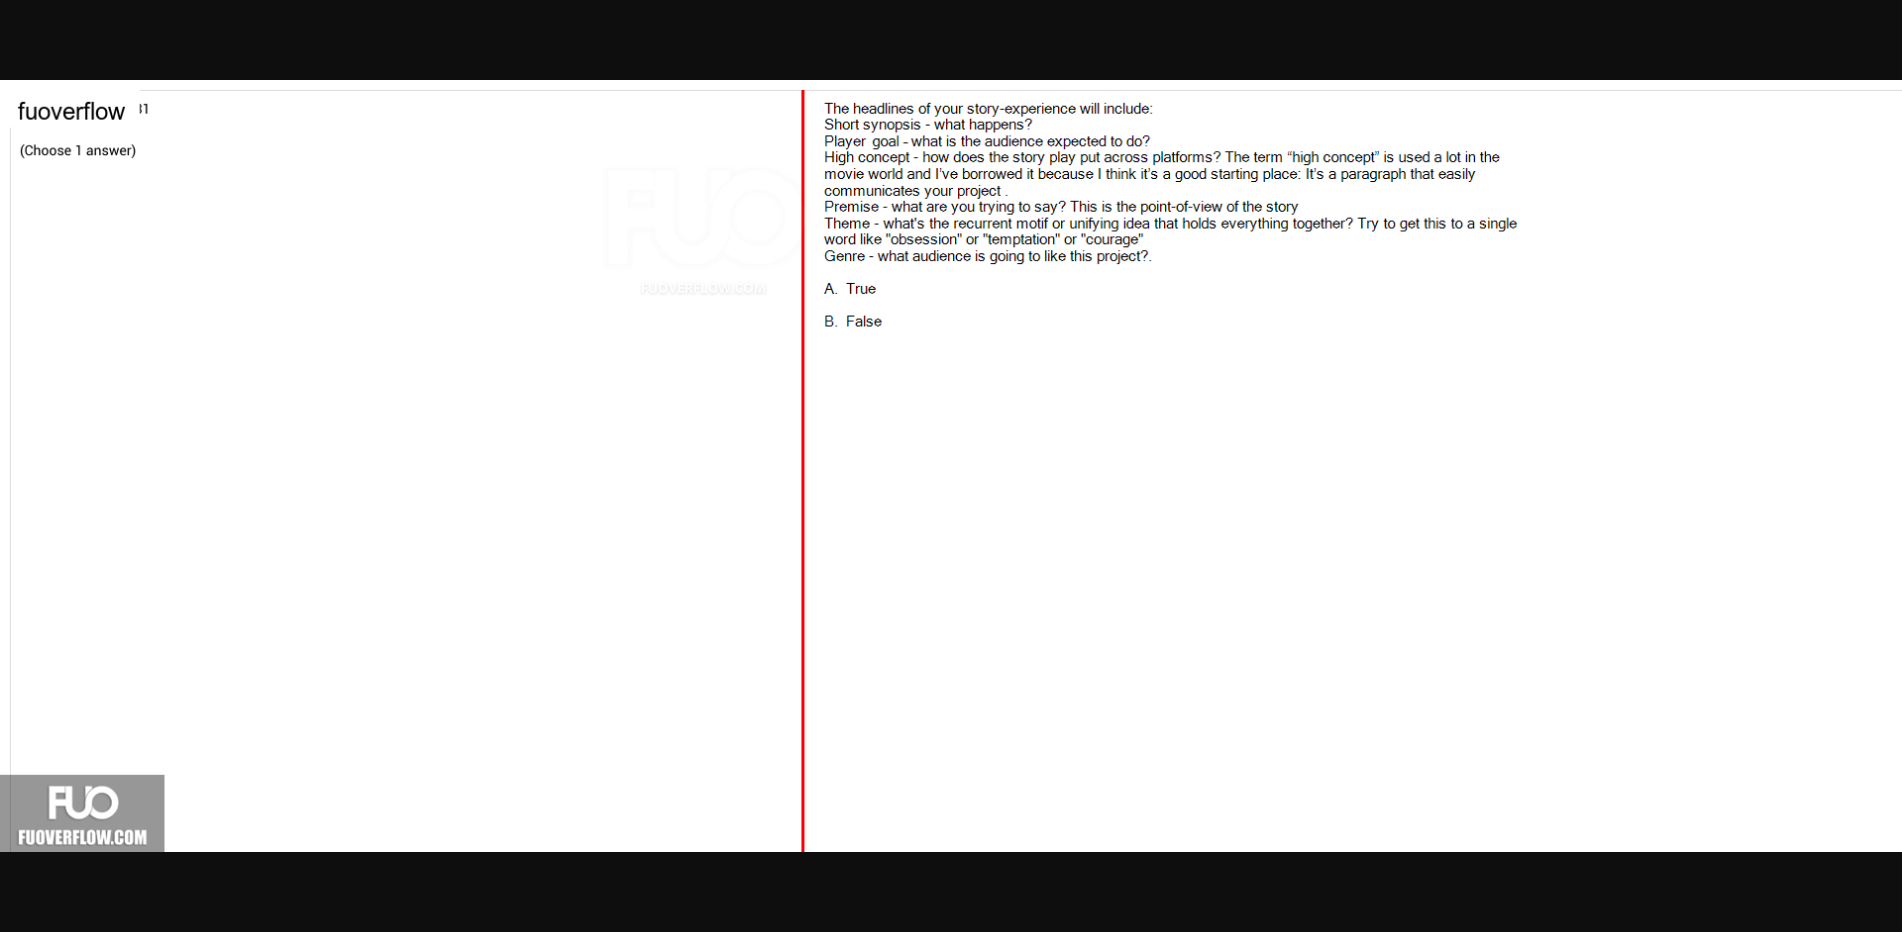 fuoverflow 31
(Choose 1 answer)
The headlines of your story-experience will include:
Short synopsis - what happens?
Player goal - what is the audience expected to do?
High concept - how does the story play put across platforms? The term “high concept” is used a lot in the
movie world and I've borrowed it because I think it's a good starting place: It's a paragraph that easily
communicates your project .
Premise - what are you trying to say? This is the point-of-view of the story
Theme - what's the recurrent motif or unifying idea that holds everything together? Try to get this to a single
word like "obsession" or "temptation" or "courage"
Genre - what audience is going to like this project?.
A. True
B. False
FUO
FUOVERFLOW.COM
FUO
FUOVERFLOW.COM